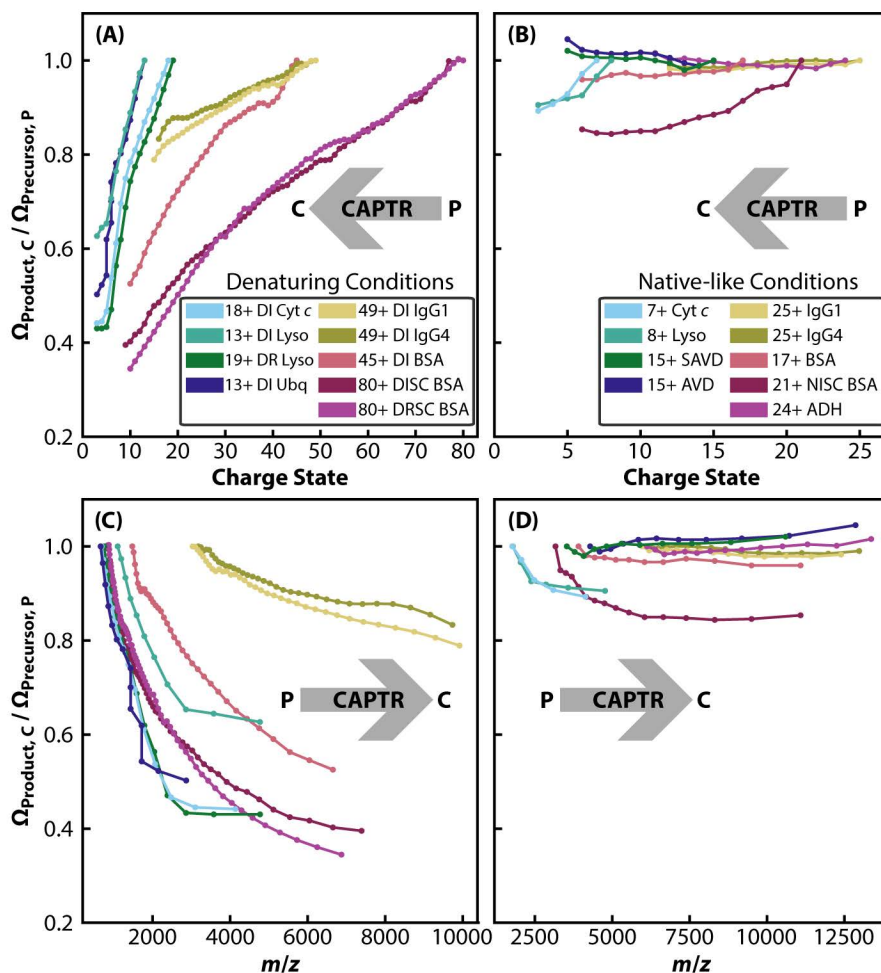 (A)
(B)
Ω Product, C / Ω Precursor, P
1.0
0.8
0.6
0.4
0.2
C CAPTR P
C CAPTR P
Denaturing Conditions
18+ DI Cyt c 49+ DI IgG1
13+ DI Lyso 49+ DI IgG4
19+ DR Lyso 45+ DI BSA
13+ DI Ubq 80+ DISC BSA
80+ DRSC BSA
Native-like Conditions
7+ Cyt c 25+ IgG1
8+ Lyso 25+ IgG4
15+ SAVD 17+ BSA
15+ AVD 21+ NISC BSA
24+ ADH
0 10 20 30 40 50 60 70 80
Charge State
0 5 10 15 20 25
Charge State
(C)
(D)
Ω Product, C / Ω Precursor, P
1.0
0.8
0.6
0.4
0.2
P CAPTR C
P CAPTR C
2000 4000 6000 8000 10000
m/z
2500 5000 7500 10000 12500
m/z